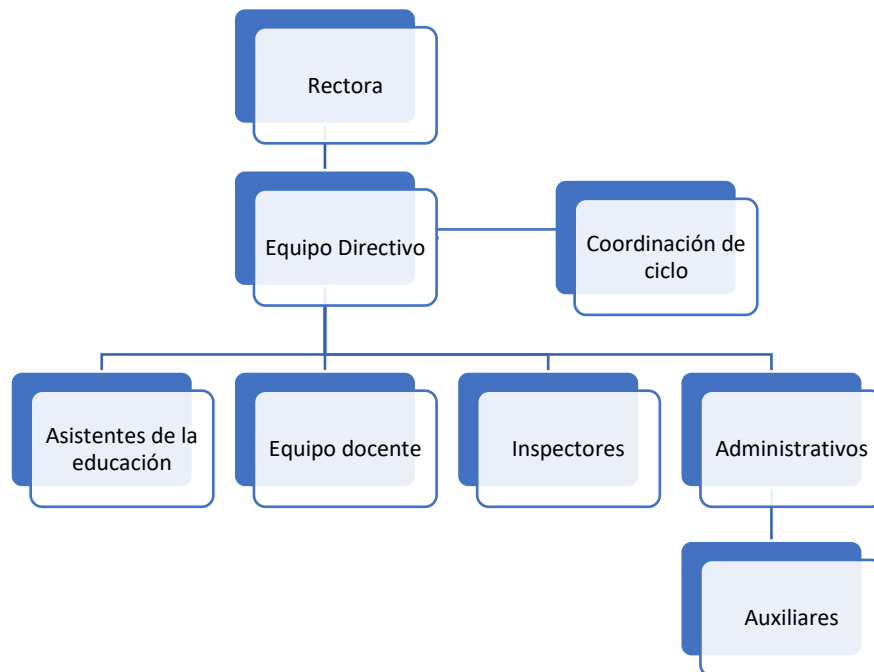 Rectora
Equipo Directivo
Coordinación de
ciclo
Asistentes de la
educación
Equipo docente
Inspectores
Administrativos
Auxiliares